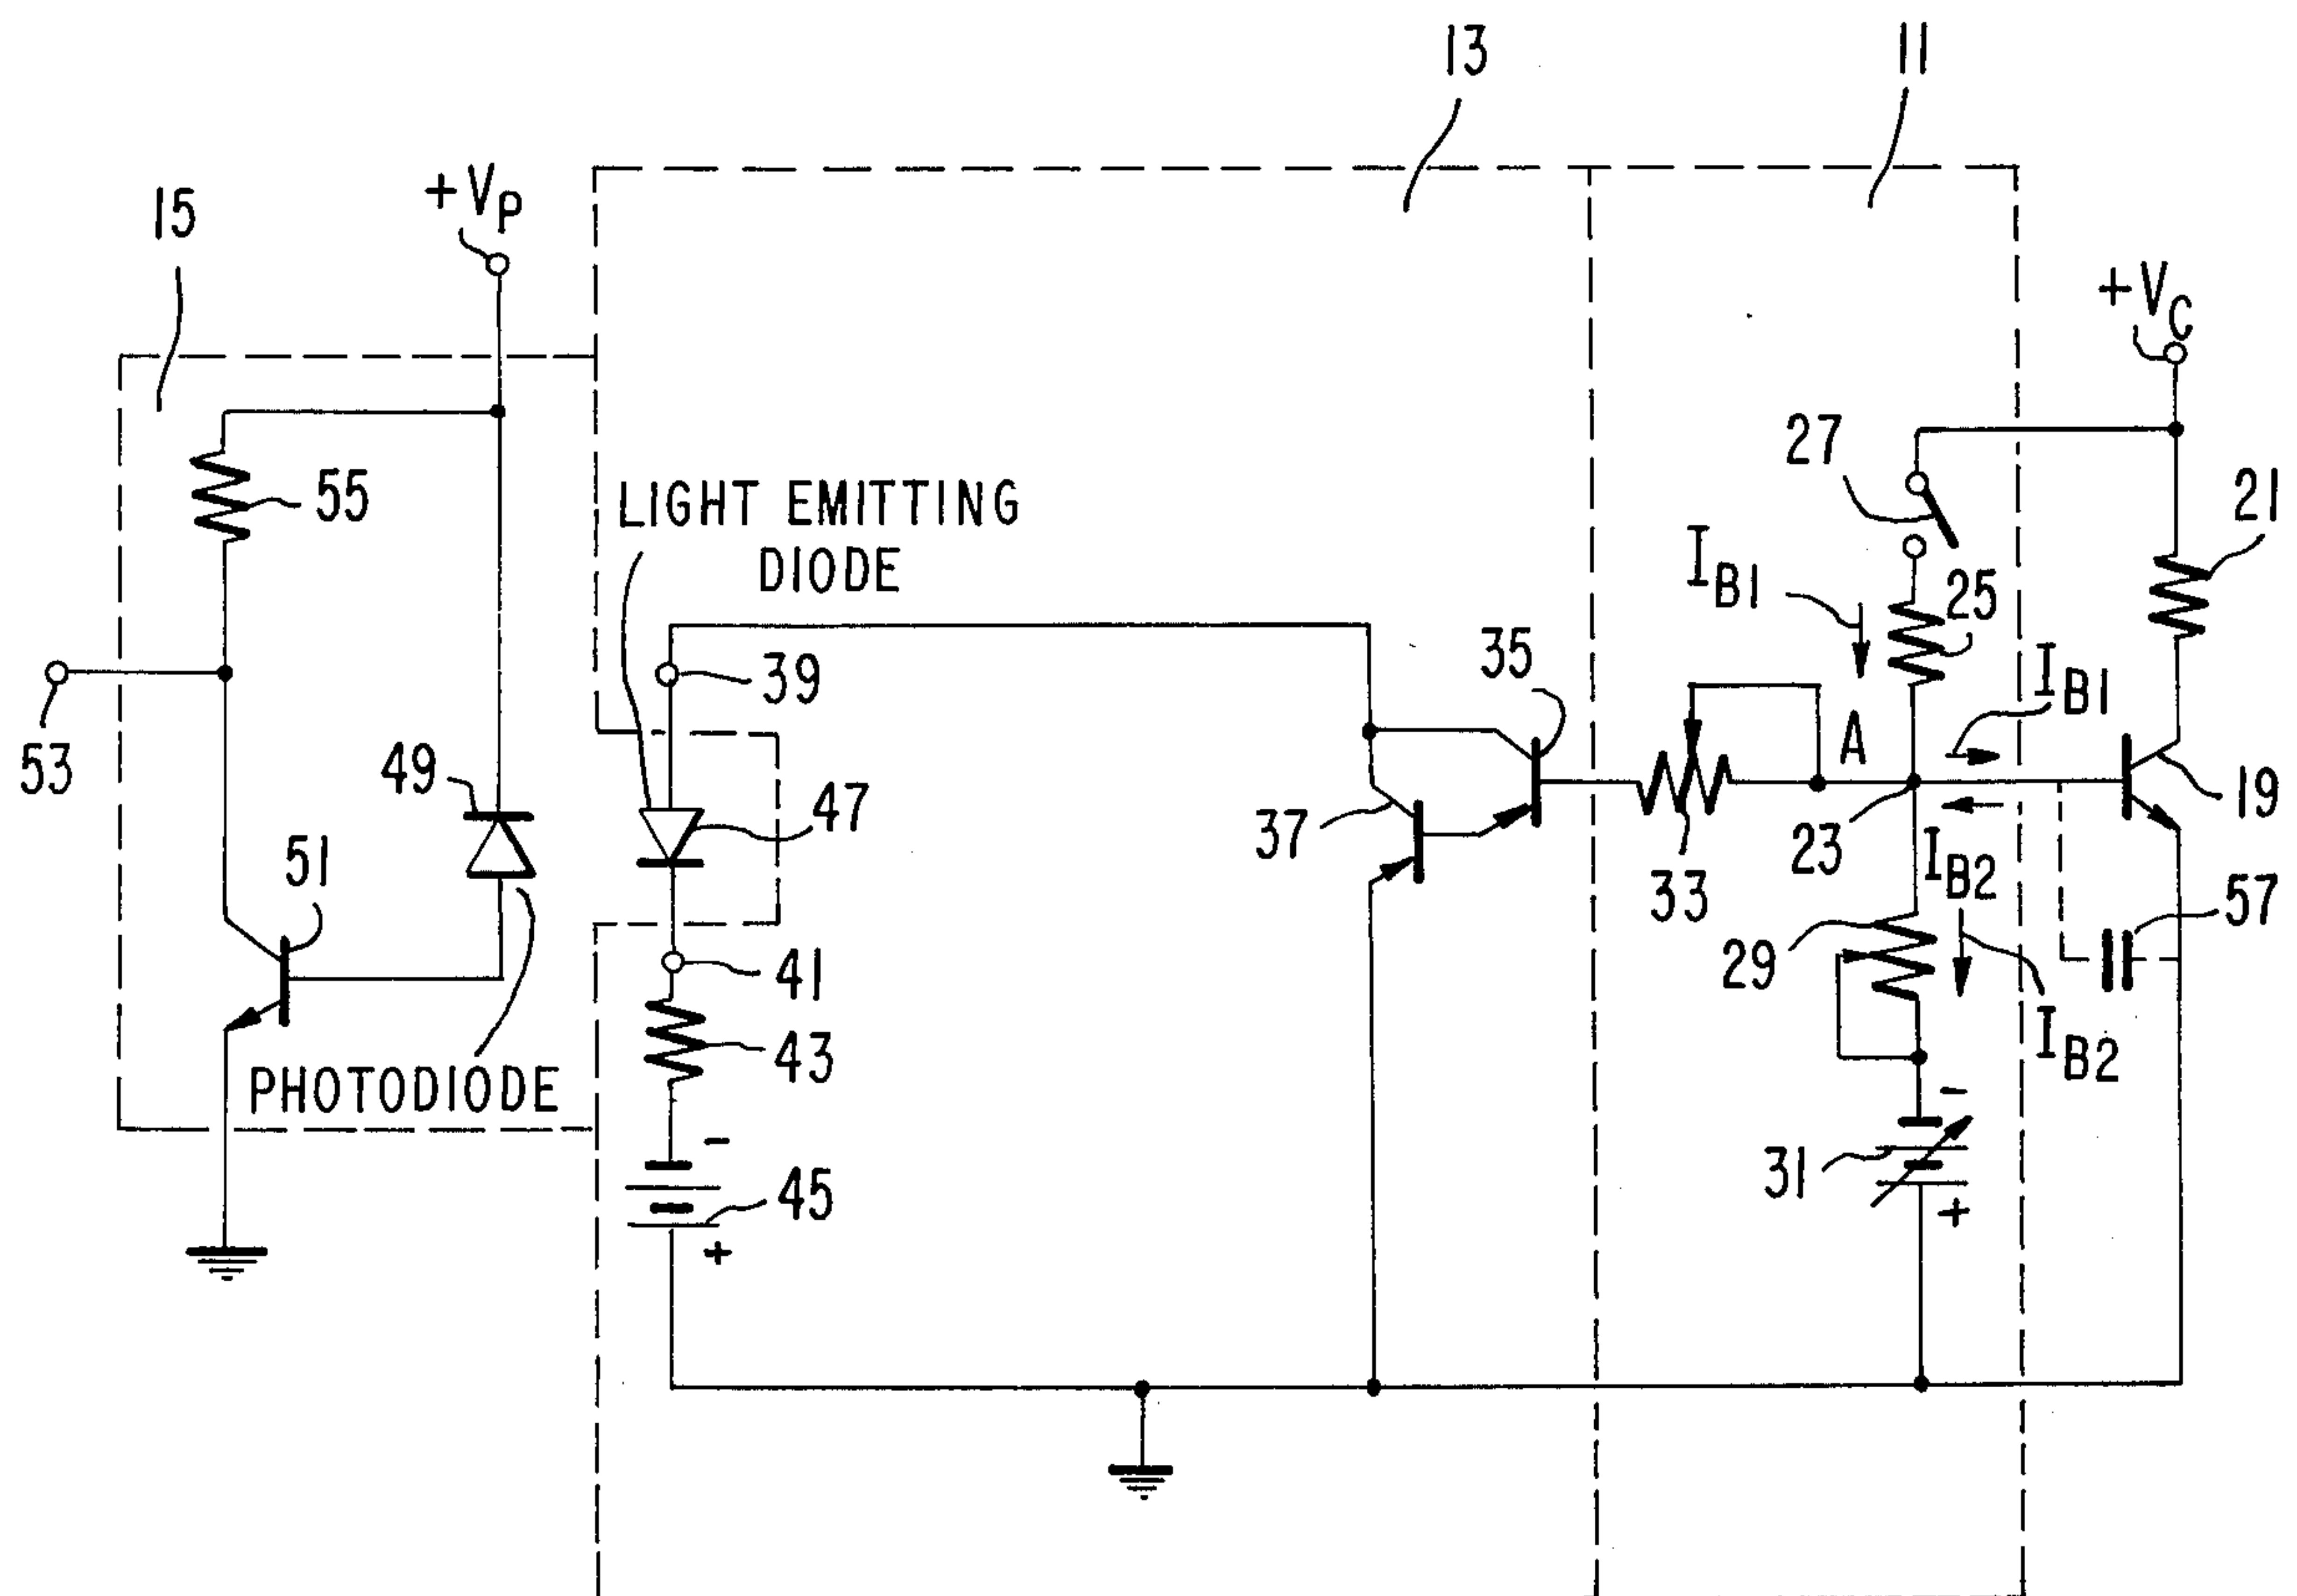 13
11
15
+VP
+VC
27
21
55
LIGHT EMITTING
DIODE
IB1
25
35
39
IB1
53
A
49
47
37
23
19
51
33
IB2
57
29
41
43
IB2
PHOTODIODE
-
-
31
45
+
+